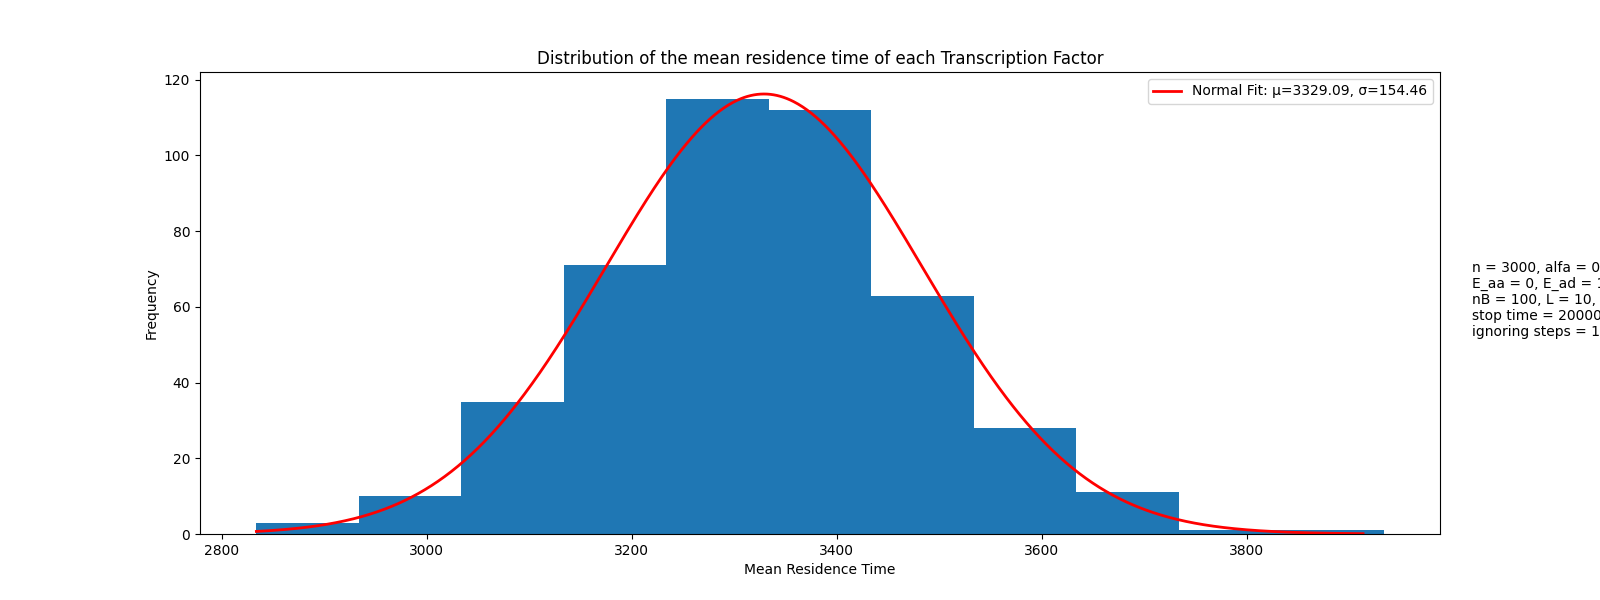 Distribution of the mean residence time of each Transcription Factor
Normal Fit: μ=3329.09, σ=154.46
120
100
80
60
40
20
0
Frequency
2800
3000
3200
3400
3600
3800
Mean Residence Time
n = 3000, alfa = 0
E_aa = 0, E_ad =
nB = 100, L = 10,
stop time = 20000
ignoring steps = 1